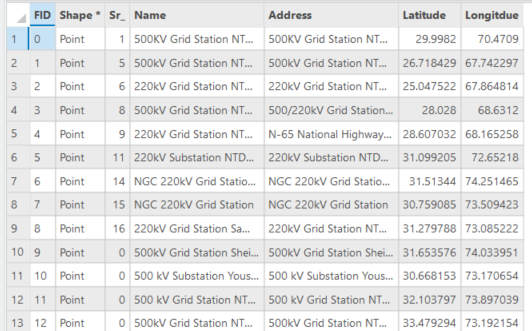 FID Shape * Sr_ Name Address Latitude Longitdue
1 0 Point 1 500KV Grid Station NT... 500KV Grid Station NT... 29.9982 70.4709
2 1 Point 5 500kV Grid Station NT... 500kV Grid Station NT... 26.718429 67.742297
3 2 Point 6 220kV Grid Station NT... 220kV Grid Station NT... 25.047522 67.864814
4 3 Point 8 500kV Grid Station NT... 500/220kV Grid Station... 28.028 68.6312
5 4 Point 9 220kV Grid Station NT... N-65 National Highway... 28.607032 68.165258
6 5 Point 11 220kV Substation NTD... 220kV Substation NTD... 31.099205 72.65218
7 6 Point 14 NGC 220kV Grid Statio... NGC 220kV Grid Statio... 31.51344 74.251465
8 7 Point 15 NGC 220kV Grid Station NGC 220kV Grid Station 30.759085 73.509423
9 8 Point 16 220kV Grid Station Sa... 220kV Grid Station NT... 31.279788 73.085222
10 9 Point 0 500kV Grid Station Shei... 500kV Grid Station Shei... 31.653576 74.033951
11 10 Point 0 500 kV Substation Yous... 500 kV Substation Yous... 30.668153 73.170654
12 11 Point 0 500 kV Grid Station NT... 500 kV Grid Station NT... 32.103797 73.897039
13 12 Point 0 500kV Grid Station NT... 500kV Grid Station NT... 33.479294 73.192154